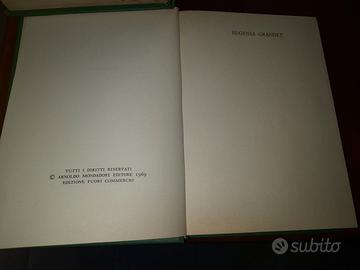 TUTTI I DIRITTI RISERVATI
© ARNOLDO MONDADORI EDITORE 1969
EDIZIONE FUORI COMMERCIO
EUGENIA GRANDET
subito